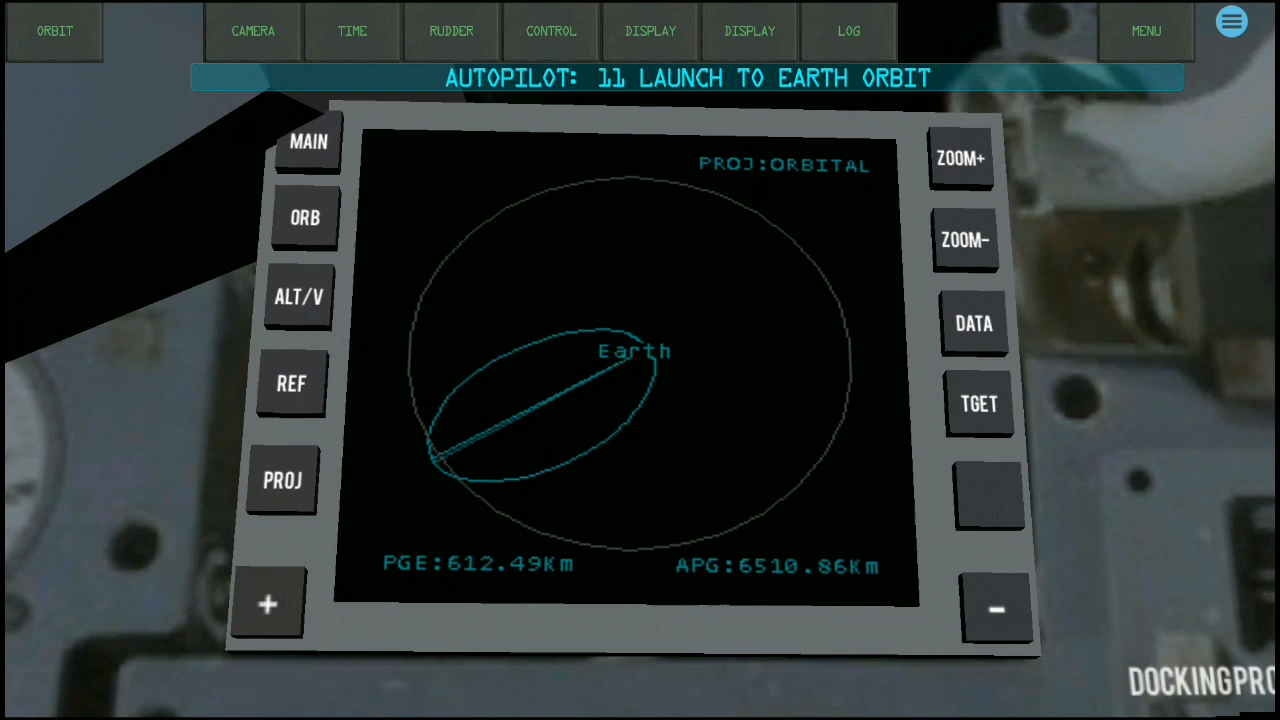 ORBIT
CAMERA
TIME
RUDDER
CONTROL
DISPLAY
DISPLAY
LOG
MENU
AUTOPILOT: 11 LAUNCH TO EARTH ORBIT
MAIN
ORB
ALT/V
REF
PROJ
+
PROJ:ORBITAL
Earth
PGE:612.49Km
APG:6510.86Km
ZOOM+
ZOOM-
DATA
TGET
-
DOCKINGPRO